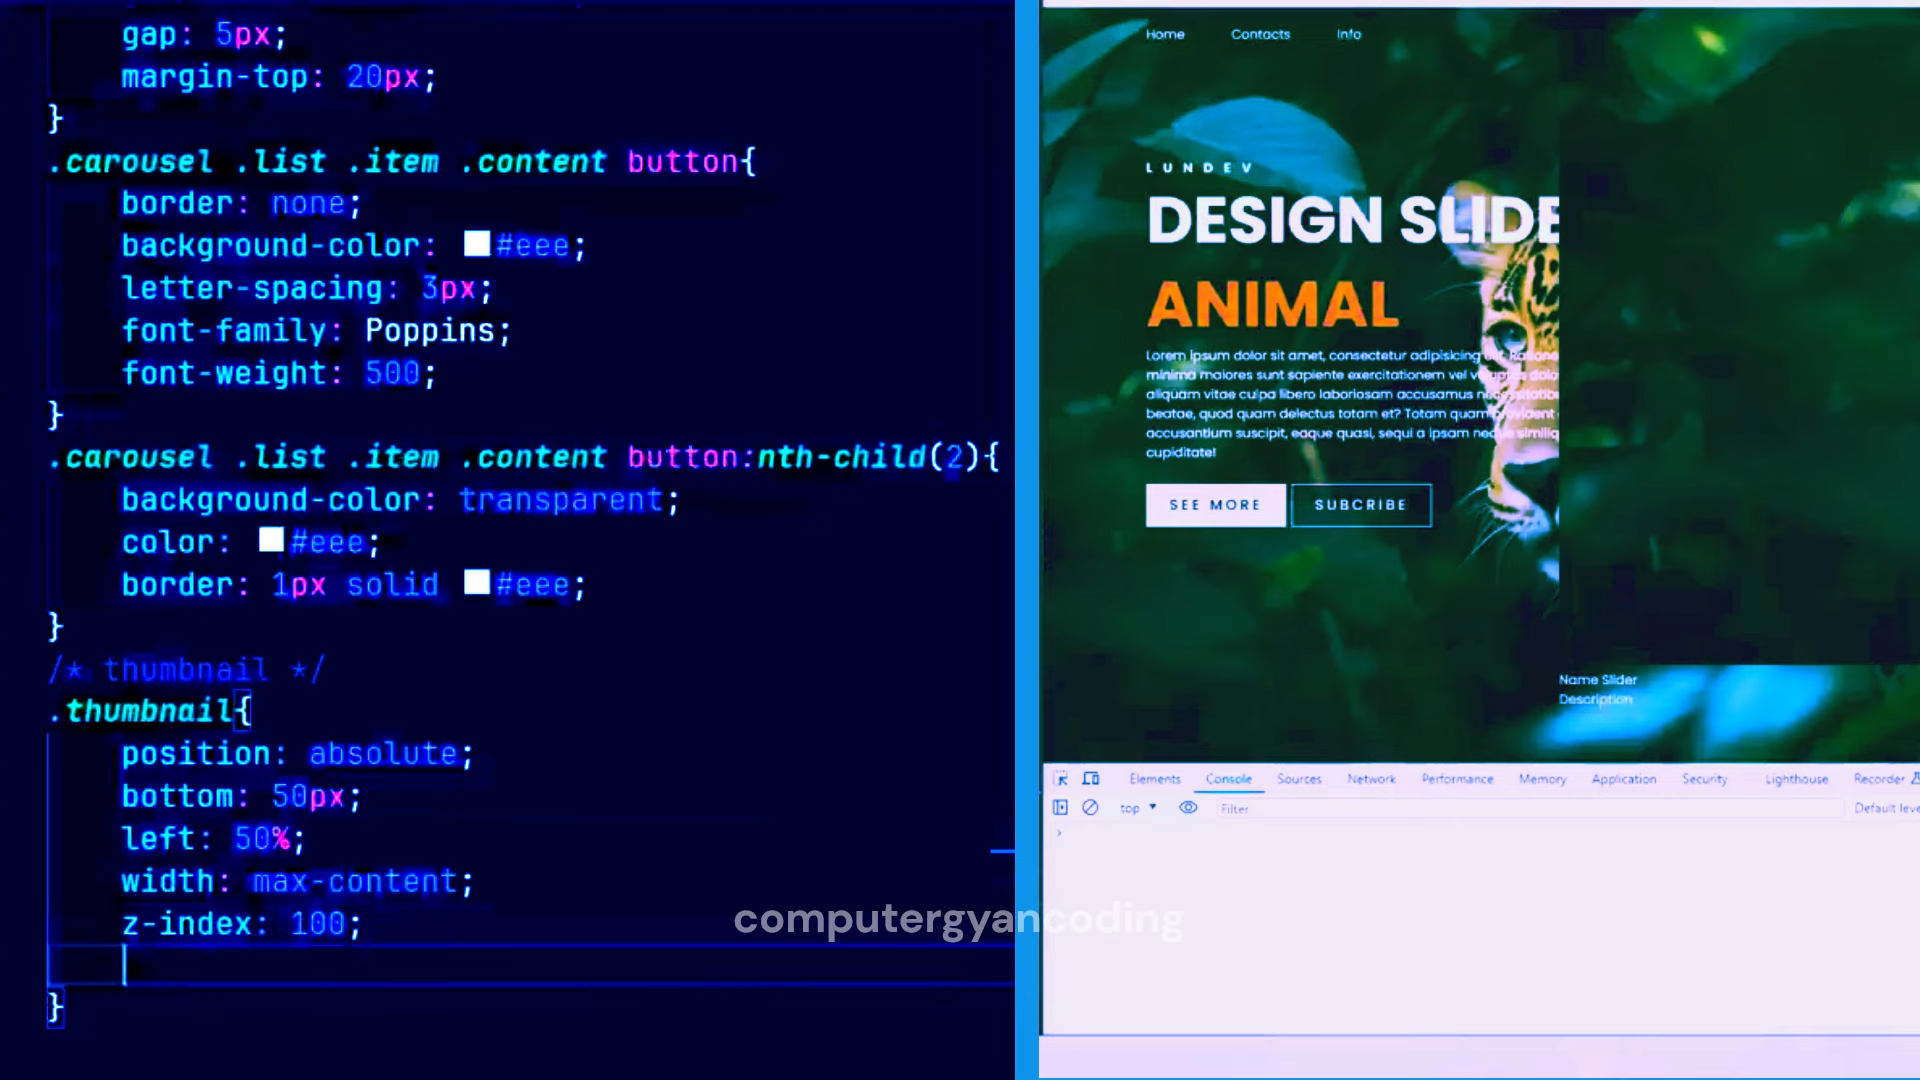 gap: 5px;
margin-top: 20px;
}
.carousel .list .item .content button{
border: none;
background-color: #eee;
letter-spacing: 3px;
font-family: Poppins;
font-weight: 500;
}
.carousel .list .item .content button:nth-child(2){
background-color: transparent;
color: #eee;
border: 1px solid #eee;
}
/* thumbnail */
.thumbnail{
position: absolute;
bottom: 50px;
left: 50%;
width: max-content;
z-index: 100;
}
Home Contacts Info
LUNDEV
DESIGN SLIDE
ANIMAL
Lorem ipsum dolor sit amet, consectetur adipisicing
minima maiores sunt sapiente exercitationem vel
aliquam vitae culpa libero laboriosam accusamus
beatae, quod quam delectus totam et? Totam quam
accusantium suscipit, eaque quasi, sequi a ipsam neque
cupiditate!
SEE MORE SUBCRIBE
Name Slider
Description
Elements Console Sources Network Performance Memory Application Security Lighthouse Recorder
top Filter Default leve
computergyancoding